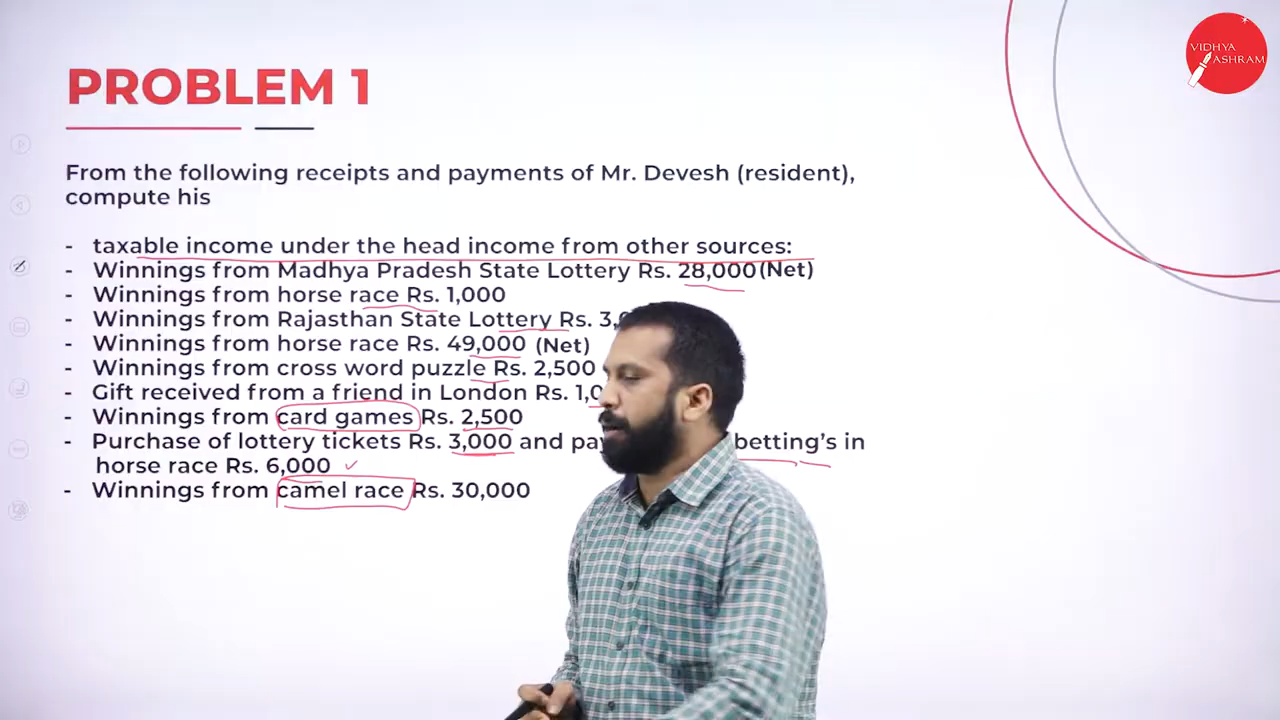 VIDHYA
ASHRAM
PROBLEM 1
From the following receipts and payments of Mr. Devesh (resident),
compute his
- taxable income under the head income from other sources:
- Winnings from Madhya Pradesh State Lottery Rs. 28,000(Net)
- Winnings from horse race Rs. 1,000
- Winnings from Rajasthan State Lottery Rs.
- Winnings from horse race Rs. 49,000 (Net)
- Winnings from cross word puzzle Rs. 2,500
- Gift received from a friend in London Rs.
- Winnings from card games Rs. 2,500
- Purchase of lottery tickets Rs. 3,000 and betting's in
horse race Rs. 6,000
- Winnings from camel race Rs. 30,000